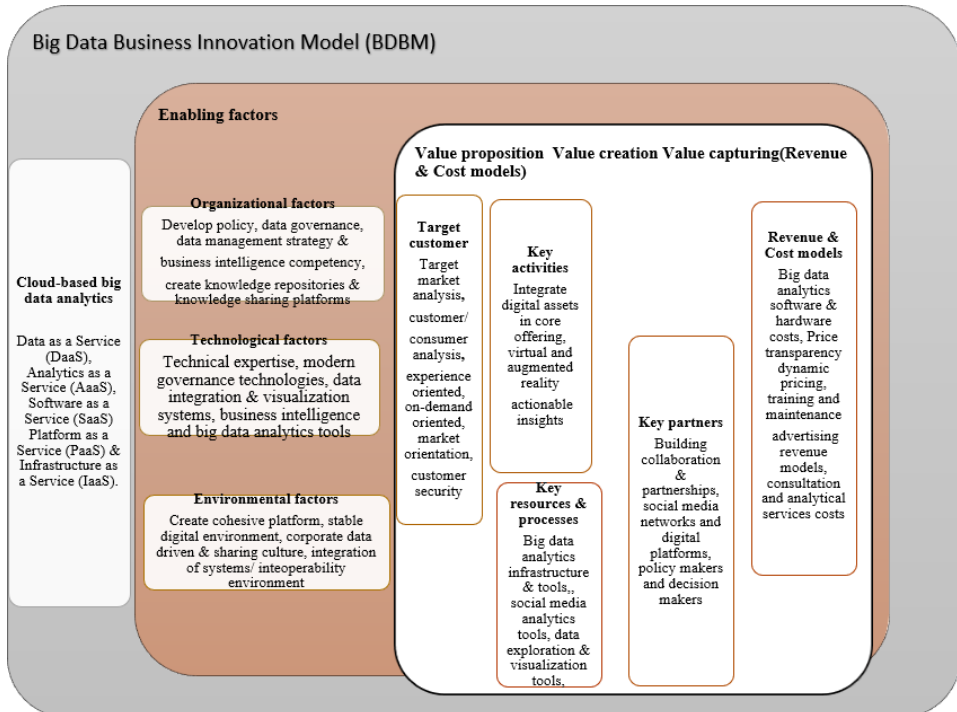 Big Data Business Innovation Model (BDBM)
Enabling factors
Cloud-based big
data analytics
Data as a Service
(DaaS),
Analytics as a
Service (AaaS),
Software as a
Service (SaaS)
Platform as a
Service (PaaS) &
Infrastructure as
a Service (IaaS).
Organizational factors
Develop policy, data governance,
data management strategy &
business intelligence competency,
create knowledge repositories &
knowledge sharing platforms
Technological factors
Technical expertise, modern
governance technologies, data
integration & visualization
systems, business intelligence
and big data analytics tools
Environmental factors
Create cohesive platform, stable
digital environment, corporate data
driven & sharing culture, integration
of systems/ inteoperability
environment
Value proposition Value creation Value capturing(Revenue
& Cost models)
Target
customer
Target
market
analysis,
customer/
consumer
analysis,
experience
oriented,
on-demand
oriented,
market
orientation,
customer
security
Key
activities
Integrate
digital assets
in core
offering,
virtual and
augmented
reality
actionable
insights
Key
resources &
processes
Big data
analytics
infrastructure
& tools,,
social media
analytics
tools, data
exploration &
visualization
tools,
Key partners
Building
collaboration
&
partnerships,
social media
networks and
digital
platforms,
policy makers
and decision
makers
Revenue &
Cost models
Big data
analytics
software &
hardware
costs, Price
transparency
dynamic
pricing,
training and
maintenance
advertising
revenue
models,
consultation
and analytical
services costs